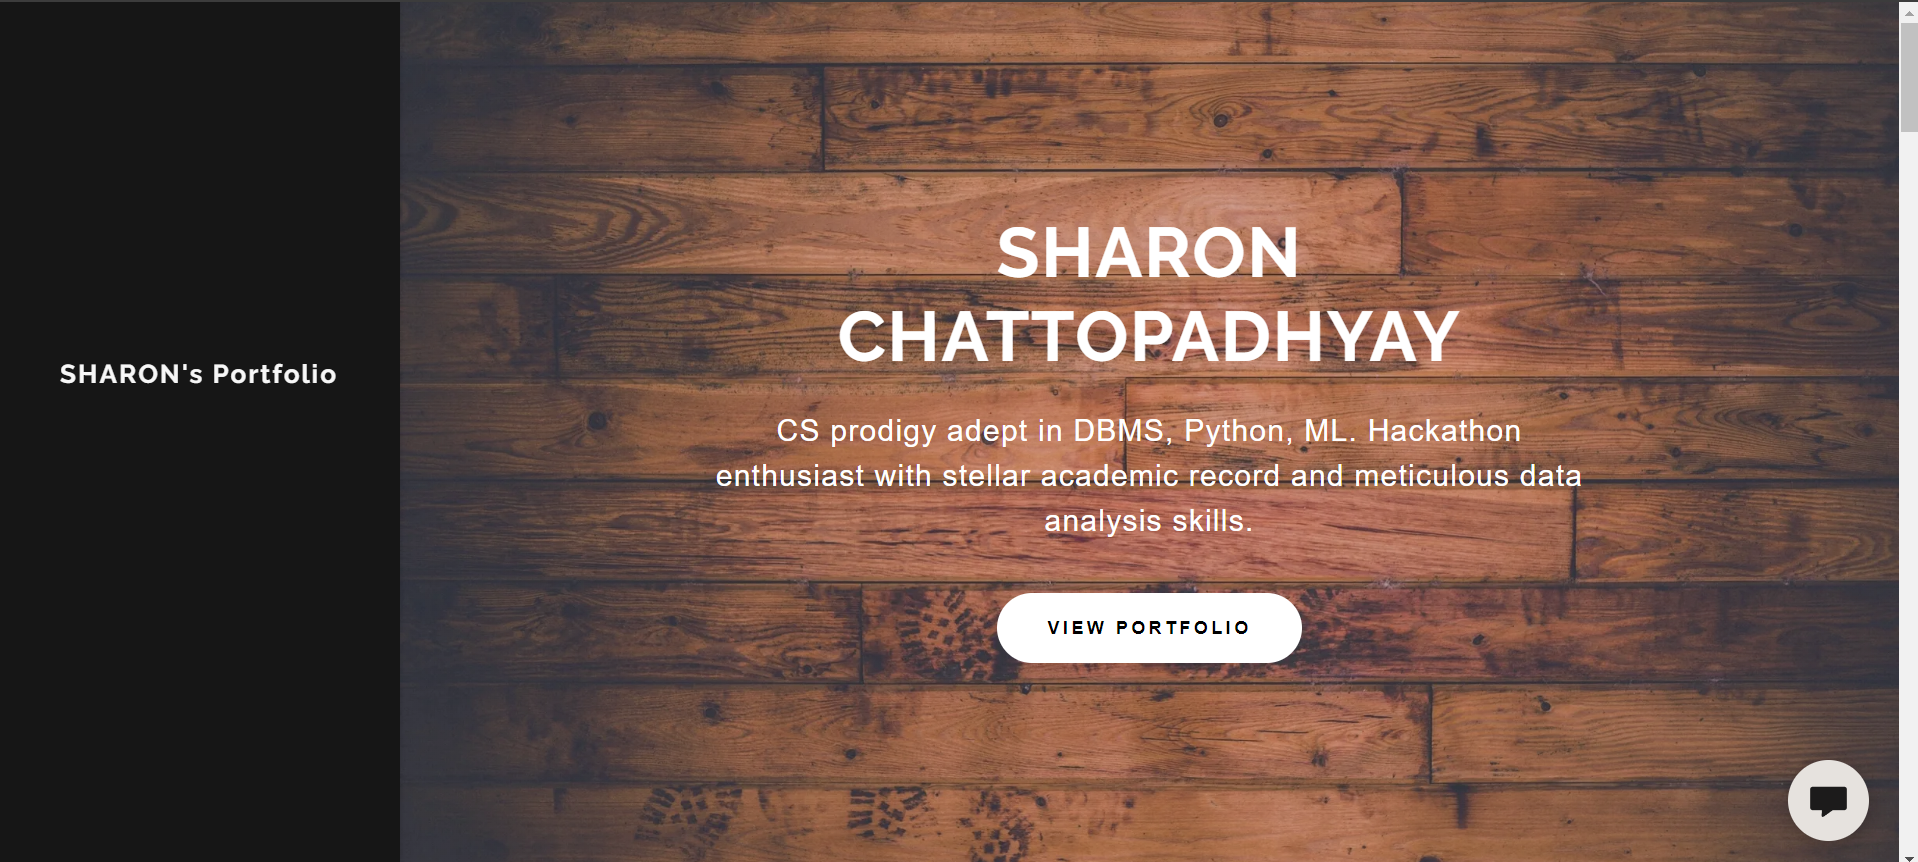 SHARON's Portfolio
SHARON
CHATTOPADHYAY
CS prodigy adept in DBMS, Python, ML. Hackathon
enthusiast with stellar academic record and meticulous data
analysis skills.
VIEW PORTFOLIO